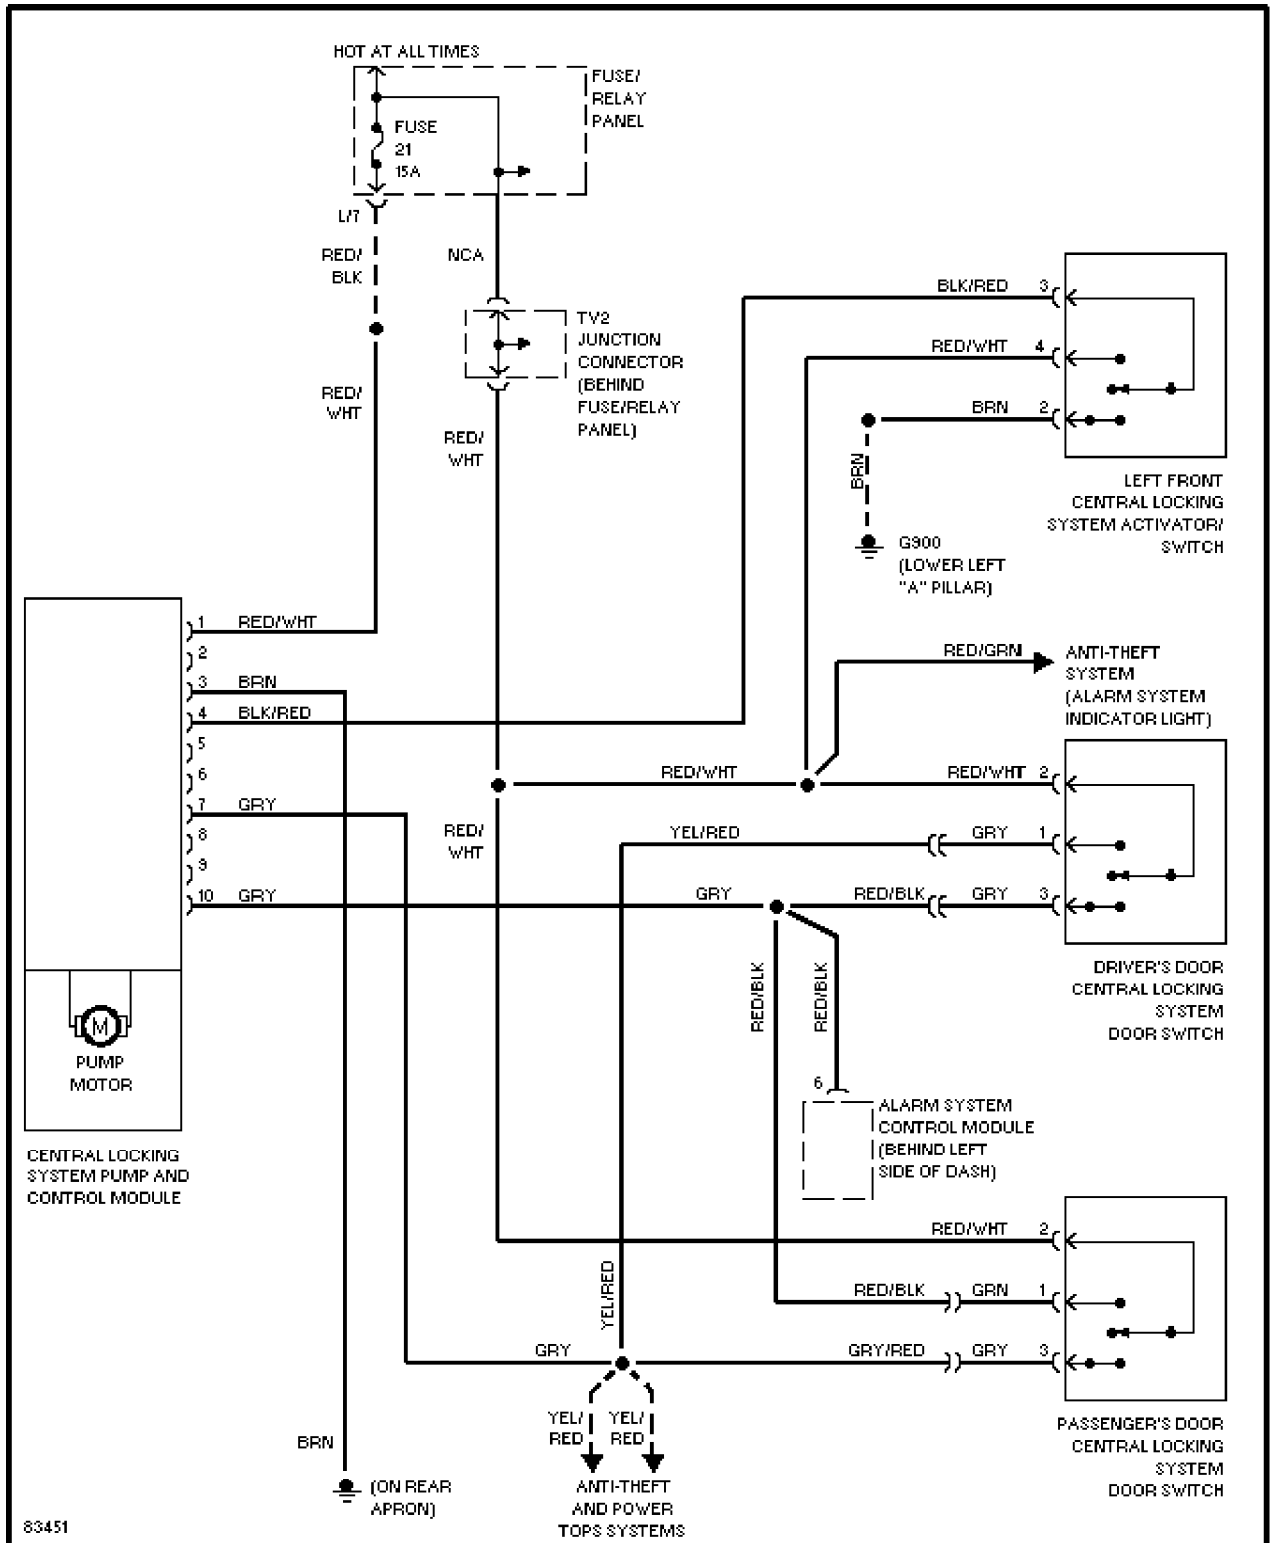 HOT AT ALL TIMES
FUSE/
RELAY
PANEL
FUSE
21
15A
L/7
RED/
BLK
NCA
TV2
JUNCTION
CONNECTOR
(BEHIND
FUSE/RELAY
PANEL)
RED/
WHT
RED/
WHT
BLK/RED 3
RED/WHT 4
BRN 2
BRN
G900
(LOWER LEFT
"A" PILLAR)
LEFT FRONT
CENTRAL LOCKING
SYSTEM ACTIVATOR/
SWITCH
1 RED/WHT
2
3 BRN
4 BLK/RED
5
6
7 GRY
8
9
10 GRY
RED/GRN
ANTI-THEFT
SYSTEM
(ALARM SYSTEM
INDICATOR LIGHT)
RED/WHT
RED/WHT 2
RED/
WHT
YEL/RED
GRY 1
GRY
RED/BLK
GRY 3
DRIVER'S DOOR
CENTRAL LOCKING
SYSTEM
DOOR SWITCH
RED/BLK
RED/BLK
M
PUMP
MOTOR
CENTRAL LOCKING
SYSTEM PUMP AND
CONTROL MODULE
6
ALARM SYSTEM
CONTROL MODULE
(BEHIND LEFT
SIDE OF DASH)
RED/WHT 2
RED/BLK
GRN 1
YEL/RED
GRY
GRY/RED
GRY 3
PASSENGER'S DOOR
CENTRAL LOCKING
SYSTEM
DOOR SWITCH
YEL/
RED
YEL/
RED
BRN
(ON REAR
APRON)
ANTI-THEFT
AND POWER
TOPS SYSTEMS
83451